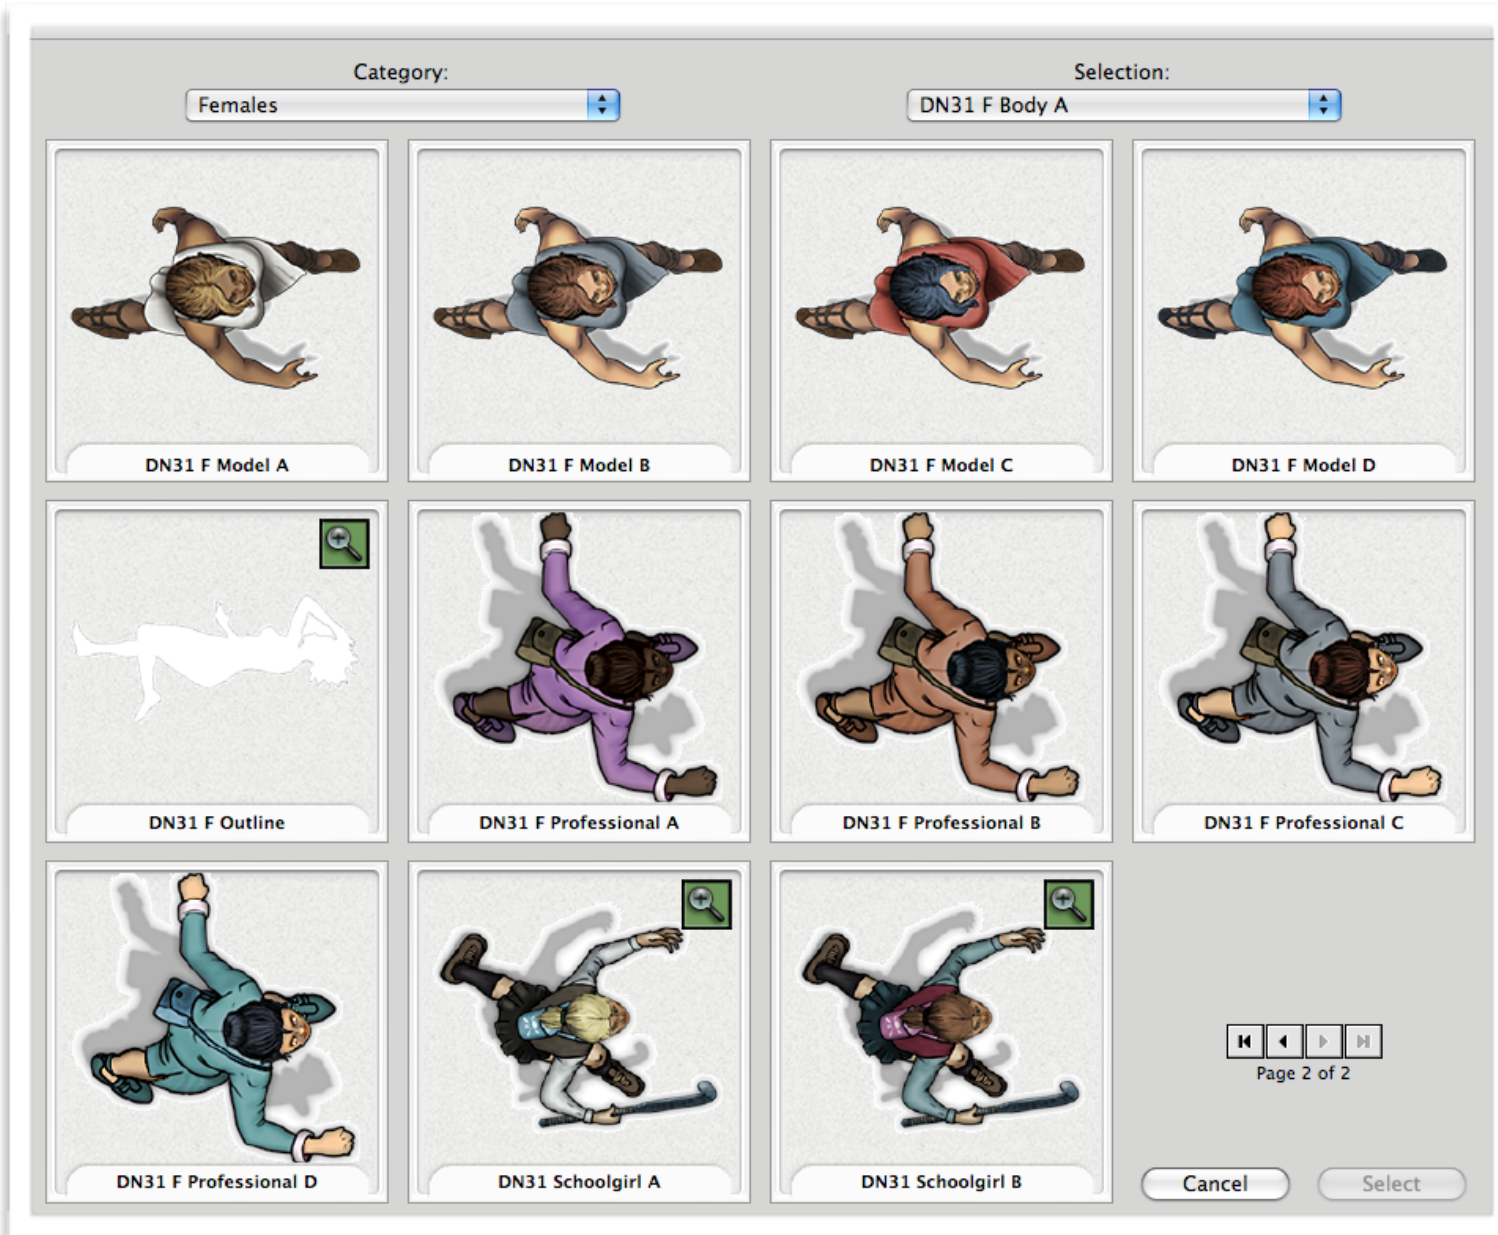 Category:
Selection:
Females
DN31 F Body A
DN31 F Model A
DN31 F Model B
DN31 F Model C
DN31 F Model D
DN31 F Outline
DN31 F Professional A
DN31 F Professional B
DN31 F Professional C
DN31 F Professional D
DN31 Schoolgirl A
DN31 Schoolgirl B
Page 2 of 2
Cancel
Select